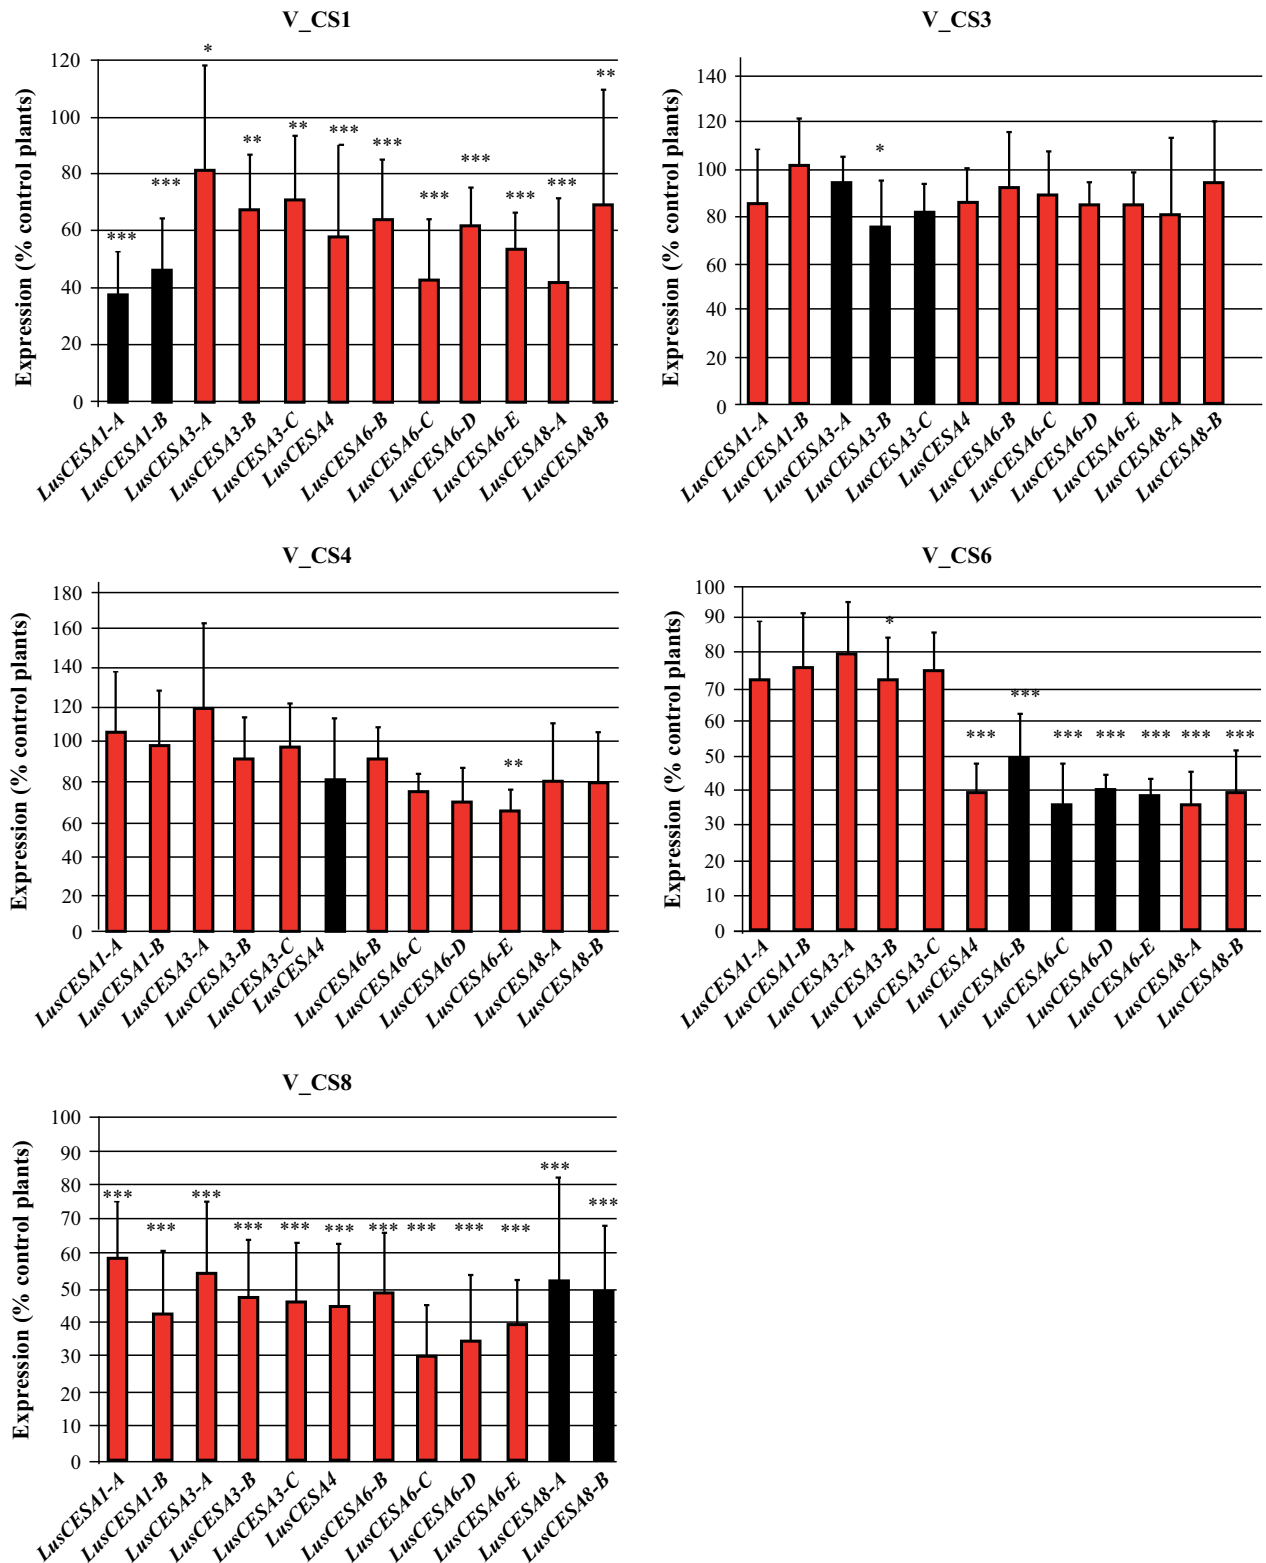 V_CS1
Expression (% control plants)
120
100
80
60
40
20
0
*** *** * ** ** *** *** *** *** *** *** **
LusCESA1-A LusCESA1-B LusCESA3-A LusCESA3-B LusCESA3-C LusCESA4 LusCESA6-B LusCESA6-C LusCESA6-D LusCESA6-E LusCESA8-A LusCESA8-B
V_CS3
Expression (% control plants)
140
120
100
80
60
40
20
0
*
LusCESA1-A LusCESA1-B LusCESA3-A LusCESA3-B LusCESA3-C LusCESA4 LusCESA6-B LusCESA6-C LusCESA6-D LusCESA6-E LusCESA8-A LusCESA8-B
V_CS4
Expression (% control plants)
180
160
140
120
100
80
60
40
20
0
**
LusCESA1-A LusCESA1-B LusCESA3-A LusCESA3-B LusCESA3-C LusCESA4 LusCESA6-B LusCESA6-C LusCESA6-D LusCESA6-E LusCESA8-A LusCESA8-B
V_CS6
Expression (% control plants)
100
90
80
70
60
50
40
30
20
10
0
* *** *** *** *** *** *** ***
LusCESA1-A LusCESA1-B LusCESA3-A LusCESA3-B LusCESA3-C LusCESA4 LusCESA6-B LusCESA6-C LusCESA6-D LusCESA6-E LusCESA8-A LusCESA8-B
V_CS8
Expression (% control plants)
100
90
80
70
60
50
40
30
20
10
0
*** *** *** *** *** *** *** *** *** *** *** ***
LusCESA1-A LusCESA1-B LusCESA3-A LusCESA3-B LusCESA3-C LusCESA4 LusCESA6-B LusCESA6-C LusCESA6-D LusCESA6-E LusCESA8-A LusCESA8-B